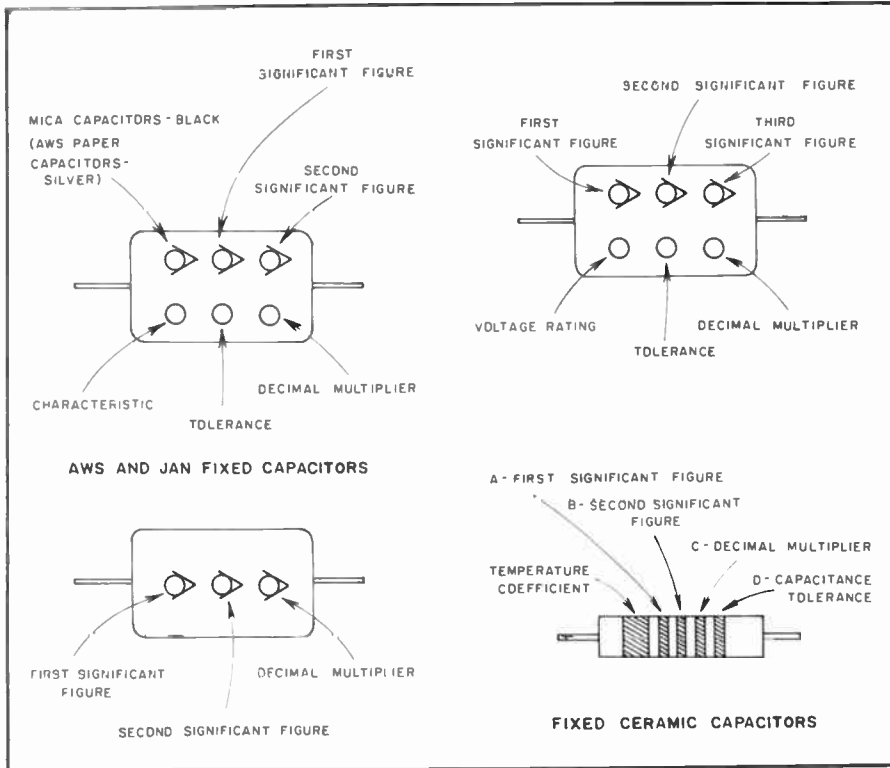 FIRST
SIGNIFICANT FIGURE
MICA CAPACITORS-BLACK
(AWS PAPER
CAPACITORS-
SILVER)
SECOND
SIGNIFICANT FIGURE
CHARACTERISTIC
TOLERANCE
DECIMAL MULTIPLIER
AWS AND JAN FIXED CAPACITORS
SECOND SIGNIFICANT FIGURE
FIRST
SIGNIFICANT FIGURE
THIRD
SIGNIFICANT FIGURE
VOLTAGE RATING
TOLERANCE
DECIMAL MULTIPLIER
FIRST SIGNIFICANT
FIGURE
SECOND SIGNIFICANT FIGURE
DECIMAL MULTIPLIER
A-FIRST SIGNIFICANT FIGURE
B-SECOND SIGNIFICANT
FIGURE
C-DECIMAL MULTIPLIER
TEMPERATURE
COEFFICIENT
D-CAPACITANCE
TOLERANCE
FIXED CERAMIC CAPACITORS